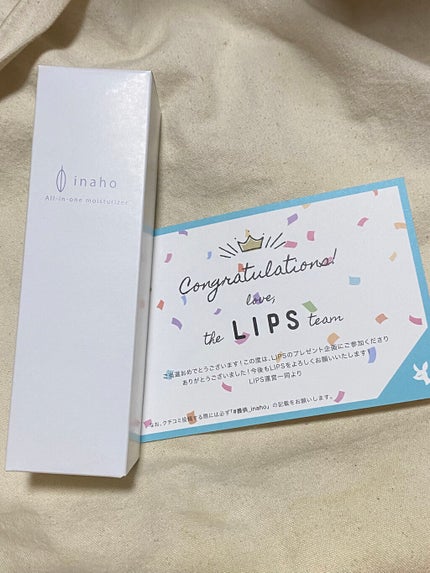 inaho
All-in-one moisturizer
Congratulations!
love,
the LIPS team
当選おめでとうございます!この度は、LIPSのプレゼント企画にご参加くださり
ありがとうございました!今後もLIPSをよろしくお願いいたします!
LIPS運営一同より
なお、クチコミ投稿する際には必ず「#提供_inaho」の記載をお願いします。